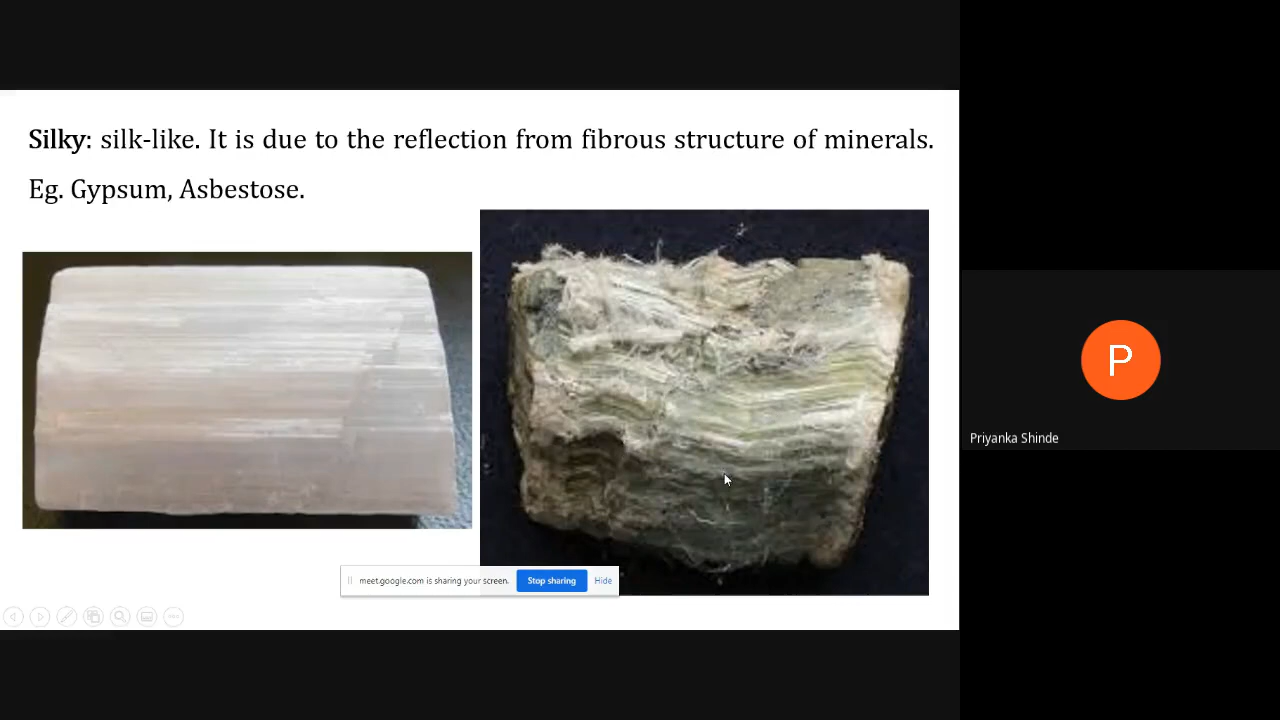 Silky: silk-like. It is due to the reflection from fibrous structure of minerals.
Eg. Gypsum, Asbestose.
P
Priyanka Shinde
meet.google.com is sharing your screen. Stop sharing Hide